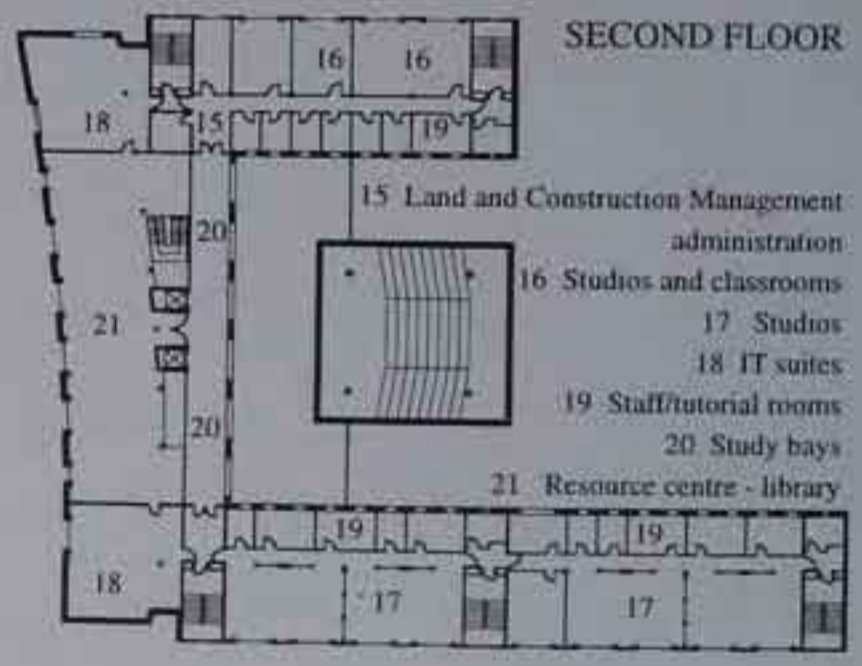 SECOND FLOOR
16
16
18
15
19
15 Land and Construction Management
administration
20
16 Studios and classrooms
21
17 Studios
18 IT suites
19 Staff/tutorial rooms
20
20 Study bays
21 Resource centre - library
19
19
18
17
17